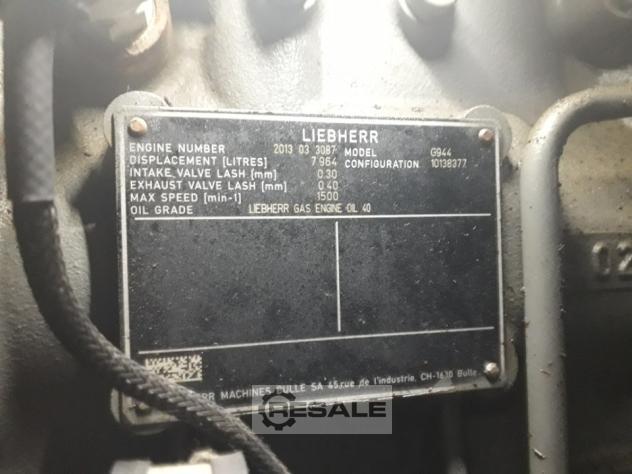 LIEBHERR
ENGINE NUMBER 2013 03 3087 MODEL G944
DISPLACEMENT [LITRES] 7.964 CONFIGURATION 10138377
INTAKE VALVE LASH [mm] 0.30
EXHAUST VALVE LASH [mm] 0.40
MAX SPEED [min-1] 1500
OIL GRADE LIEBHERR GAS ENGINE OIL 40
MACHINES BULLE SA 45,rue de l'industrie, CH-1630 Bulle
RESALE
02